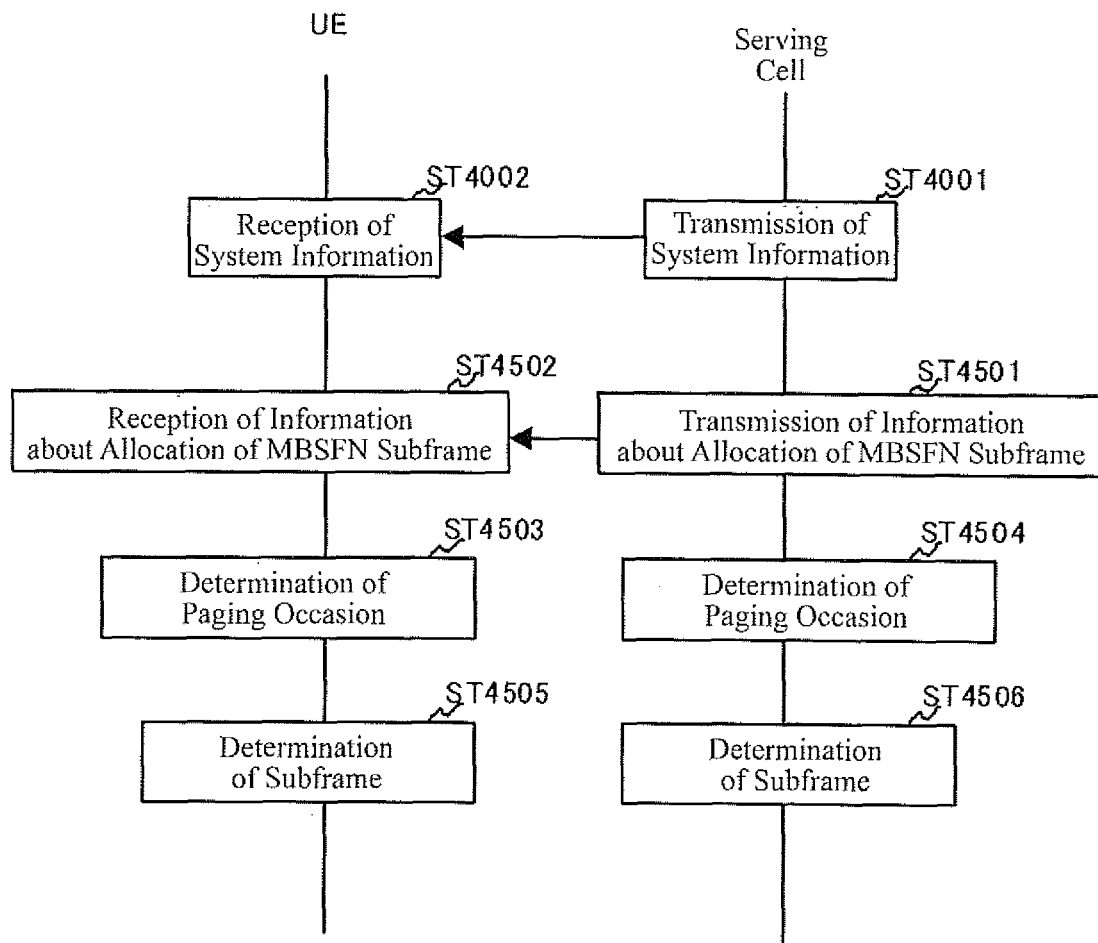 UE
Serving
Cell
ST4002
ST4001
Reception of
System Information
Transmission of
System Information
ST4502
ST4501
Reception of Information
about Allocation of MBSFN Subframe
Transmission of Information
about Allocation of MBSFN Subframe
ST4503
ST4504
Determination of
Paging Occasion
Determination of
Paging Occasion
ST4505
ST4506
Determination
of Subframe
Determination
of Subframe